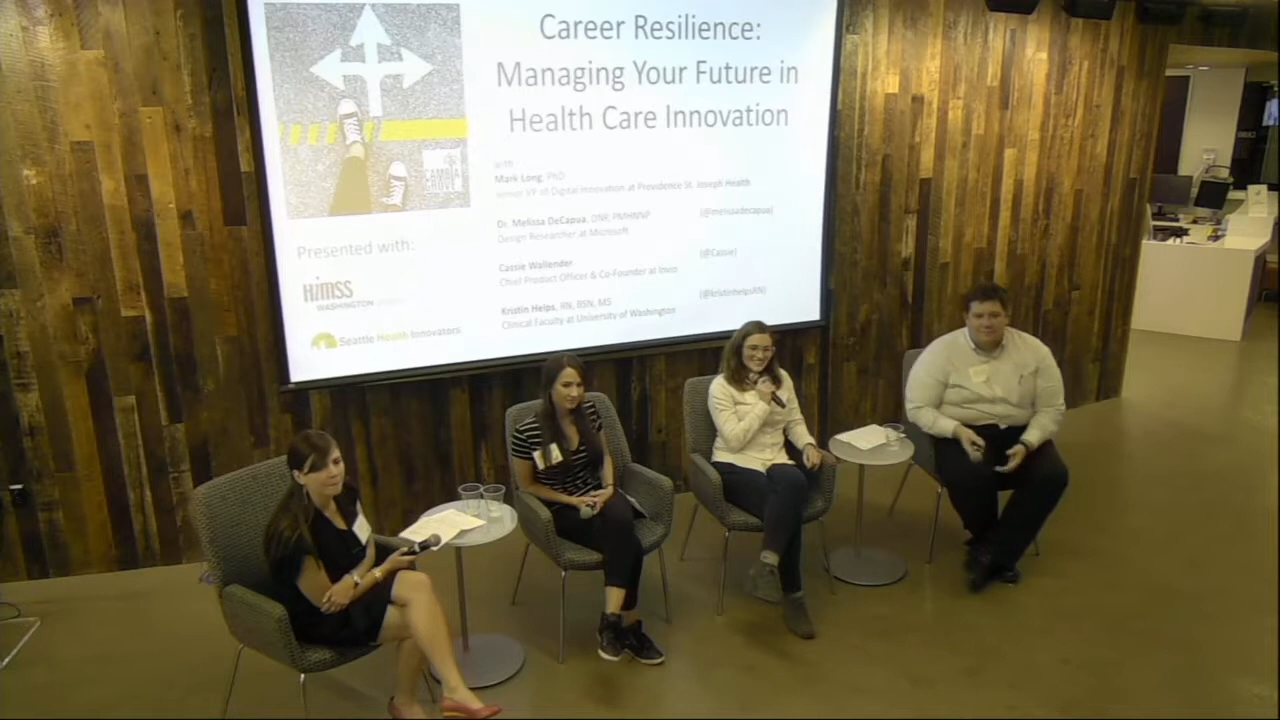 Career Resilience:
Managing Your Future in
Health Care Innovation
with
Mark Long, PhD
Senior VP of Digital Innovation at Providence St. Joseph Health
Dr. Melissa DeCapua, DNP, PMHNP
(@melissadecapua)
Design Researcher at Microsoft
Cassie Wallender
(@Cassie)
Chief Product Officer & Co-Founder at
Kristin Helps, RN, BSN, MS
(@kristinhelpsRN)
Clinical Faculty at University of Washington
CAMBIA
GROVE
Presented with:
HIMSS
WASHINGTON
Seattle Health Innovators